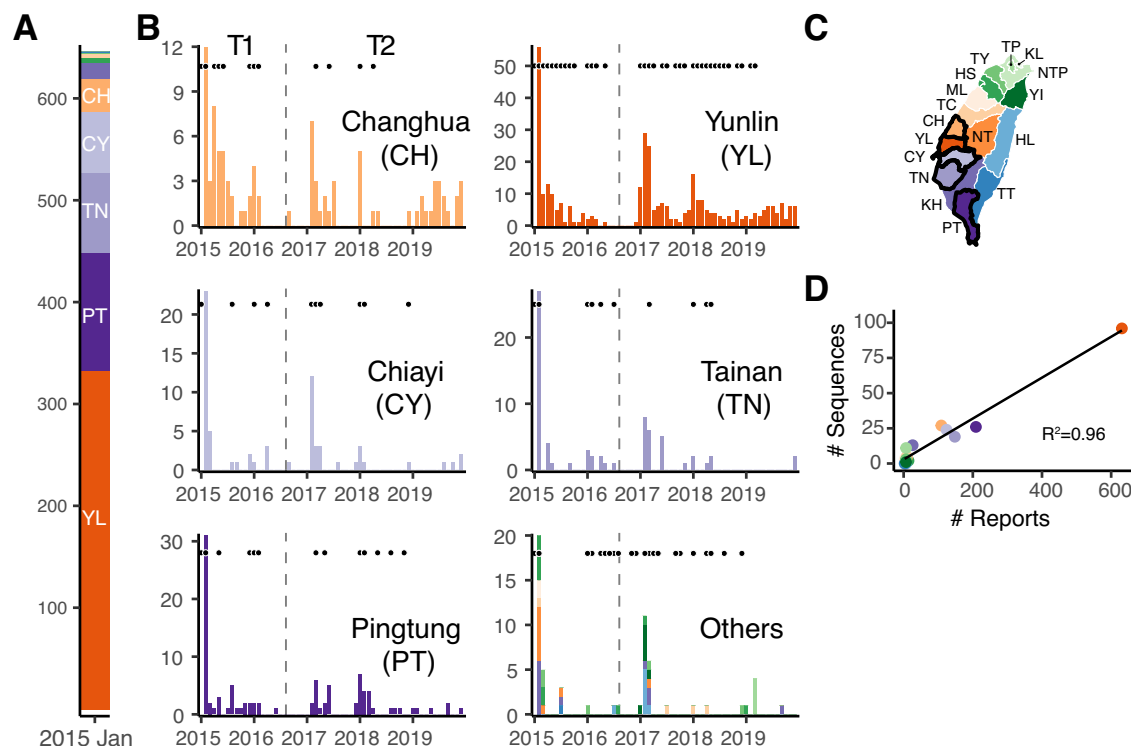 A
600
500
400
300
200
100
CH
CY
TN
PT
YL
2015 Jan
B
T1
T2
12
9
6
3
0
Changhua
(CH)
2015 2016 2017 2018 2019
50
40
30
20
10
0
Yunlin
(YL)
2015 2016 2017 2018 2019
20
15
10
5
0
Chiayi
(CY)
2015 2016 2017 2018 2019
20
10
0
Tainan
(TN)
2015 2016 2017 2018 2019
30
20
10
0
Pingtung
(PT)
2015 2016 2017 2018 2019
20
15
10
5
0
Others
2015 2016 2017 2018 2019
C
TP
KL
TY
NTP
HS
ML
YI
TC
CH
YL
NT
HL
CY
TN
KH
TT
PT
D
# Sequences
100
75
50
25
0
R²=0.96
0 200 400 600
# Reports